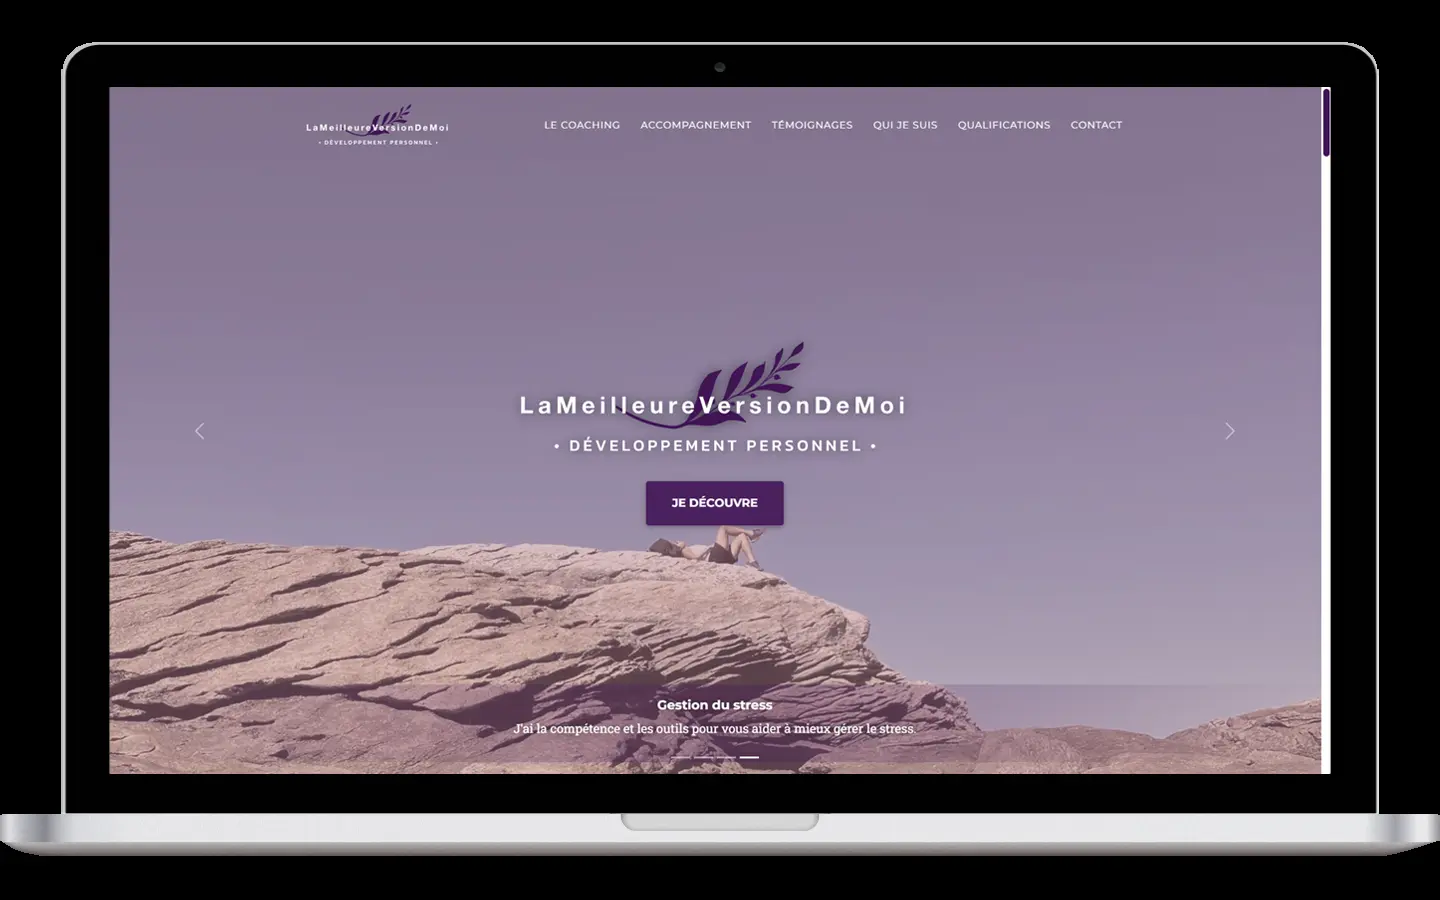 LaMeilleureVersionDeMoi
• DÉVELOPPEMENT PERSONNEL •
LE COACHING ACCOMPAGNEMENT TÉMOIGNAGES QUI JE SUIS QUALIFICATIONS CONTACT
LaMeilleureVersionDeMoi
• DÉVELOPPEMENT PERSONNEL •
JE DÉCOUVRE
Gestion du stress
J'ai la compétence et les outils pour vous aider à mieux gérer le stress.